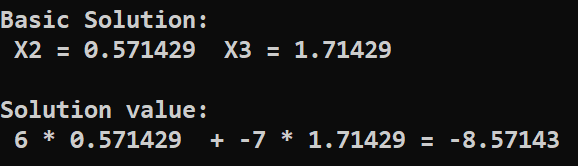 Basic Solution:
X2 = 0.571429  X3 = 1.71429
Solution value:
6 * 0.571429  + -7 * 1.71429 = -8.57143